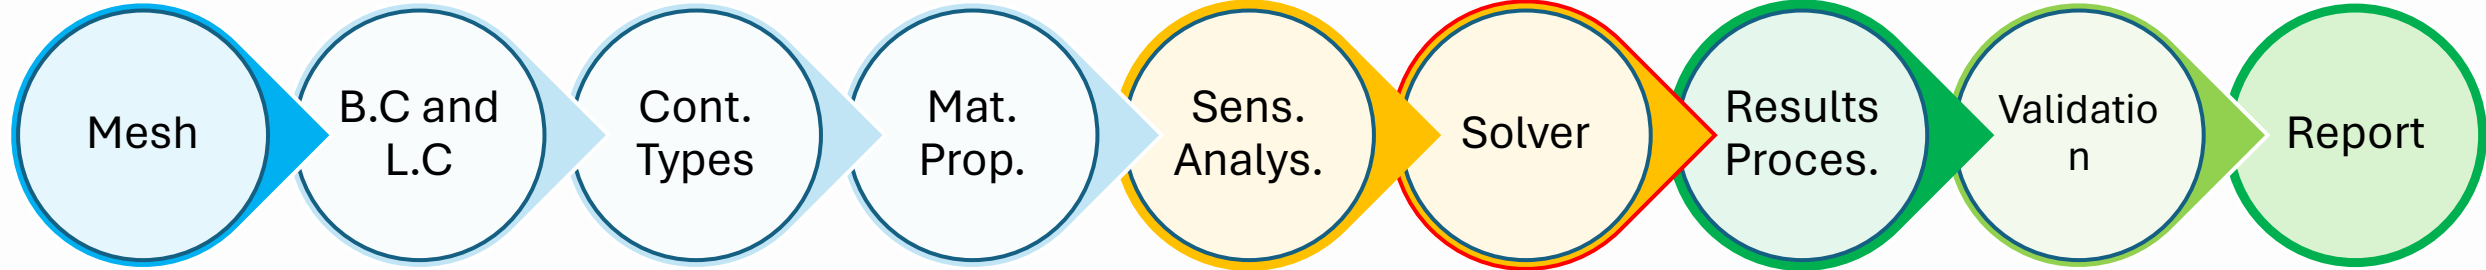 Mesh
B.C and
L.C
Cont.
Types
Mat.
Prop.
Sens.
Analys.
Solver
Results
Proces.
Validatio
n
Report